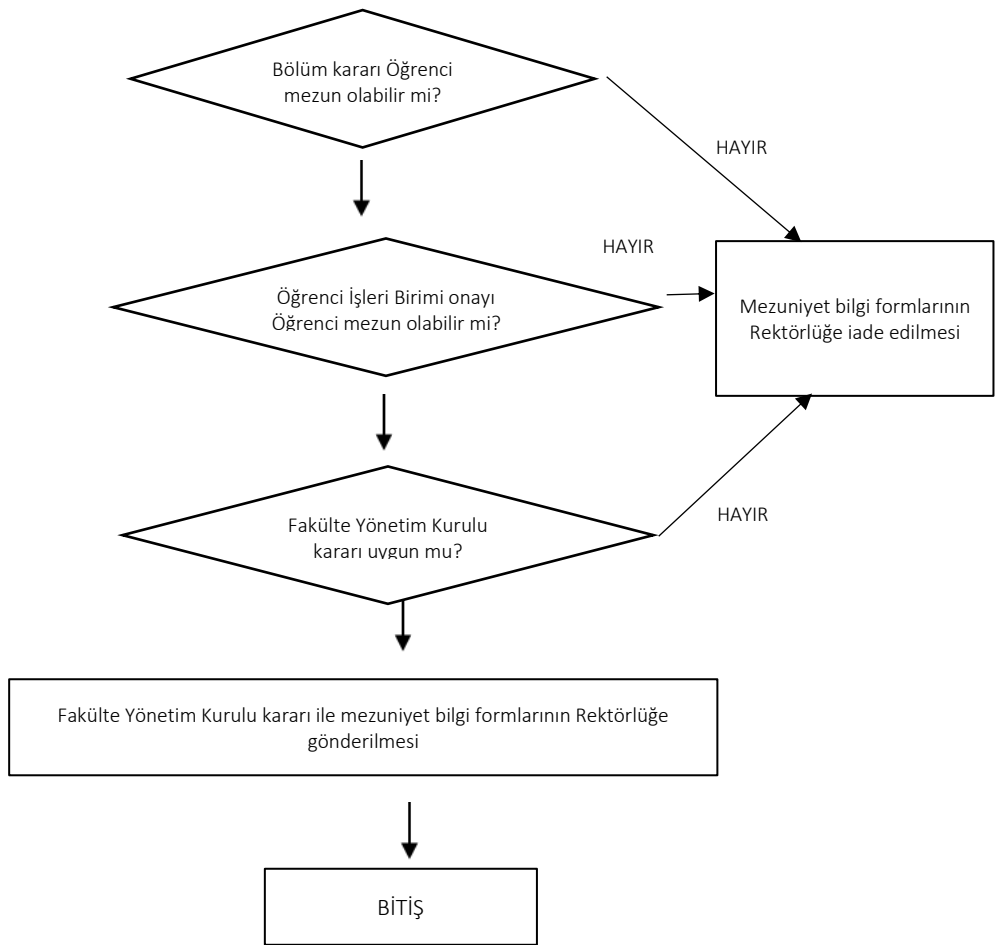 Bölüm kararı Öğrenci
mezun olabilir mi?
HAYIR
HAYIR
Öğrenci İşleri Birimi onayı
Öğrenci mezun olabilir mi?
Mezuniyet bilgi formlarının
Rektörlüğe iade edilmesi
Fakülte Yönetim Kurulu
kararı uygun mu?
HAYIR
Fakülte Yönetim Kurulu kararı ile mezuniyet bilgi formlarının Rektörlüğe
gönderilmesi
BİTİŞ